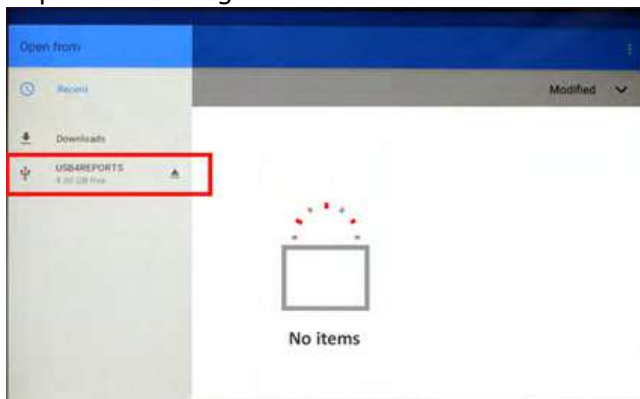 Open from
Recent
Modified
Downloads
USB4REPORTS
No items